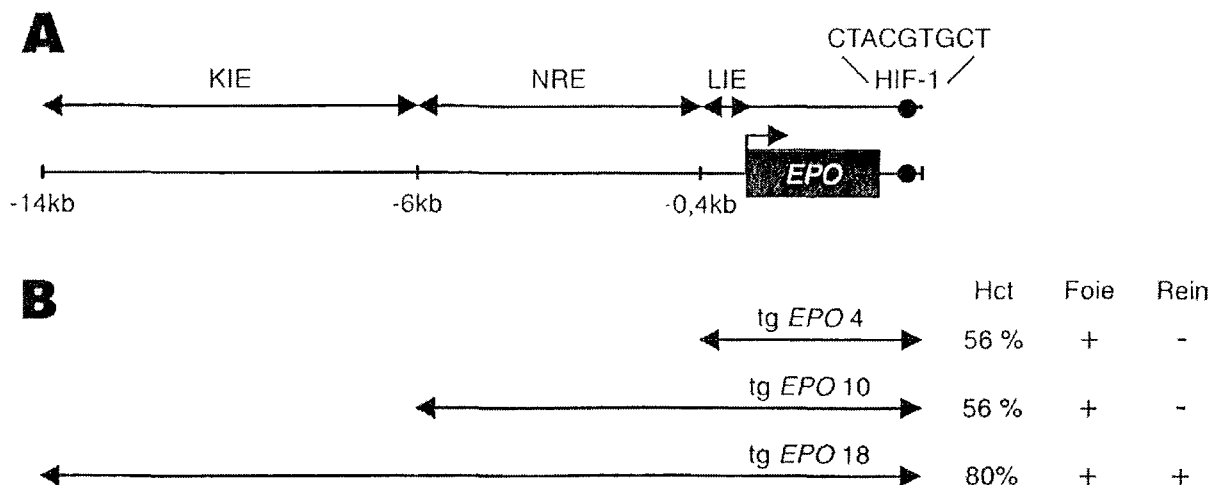 A
CTACGTGCT
KIE NRE LIE HIF-1
EPO
-14kb -6kb -0,4kb
B
Hct Foie Rein
tg EPO 4
56 % + -
tg EPO 10
56 % + -
tg EPO 18
80% + +